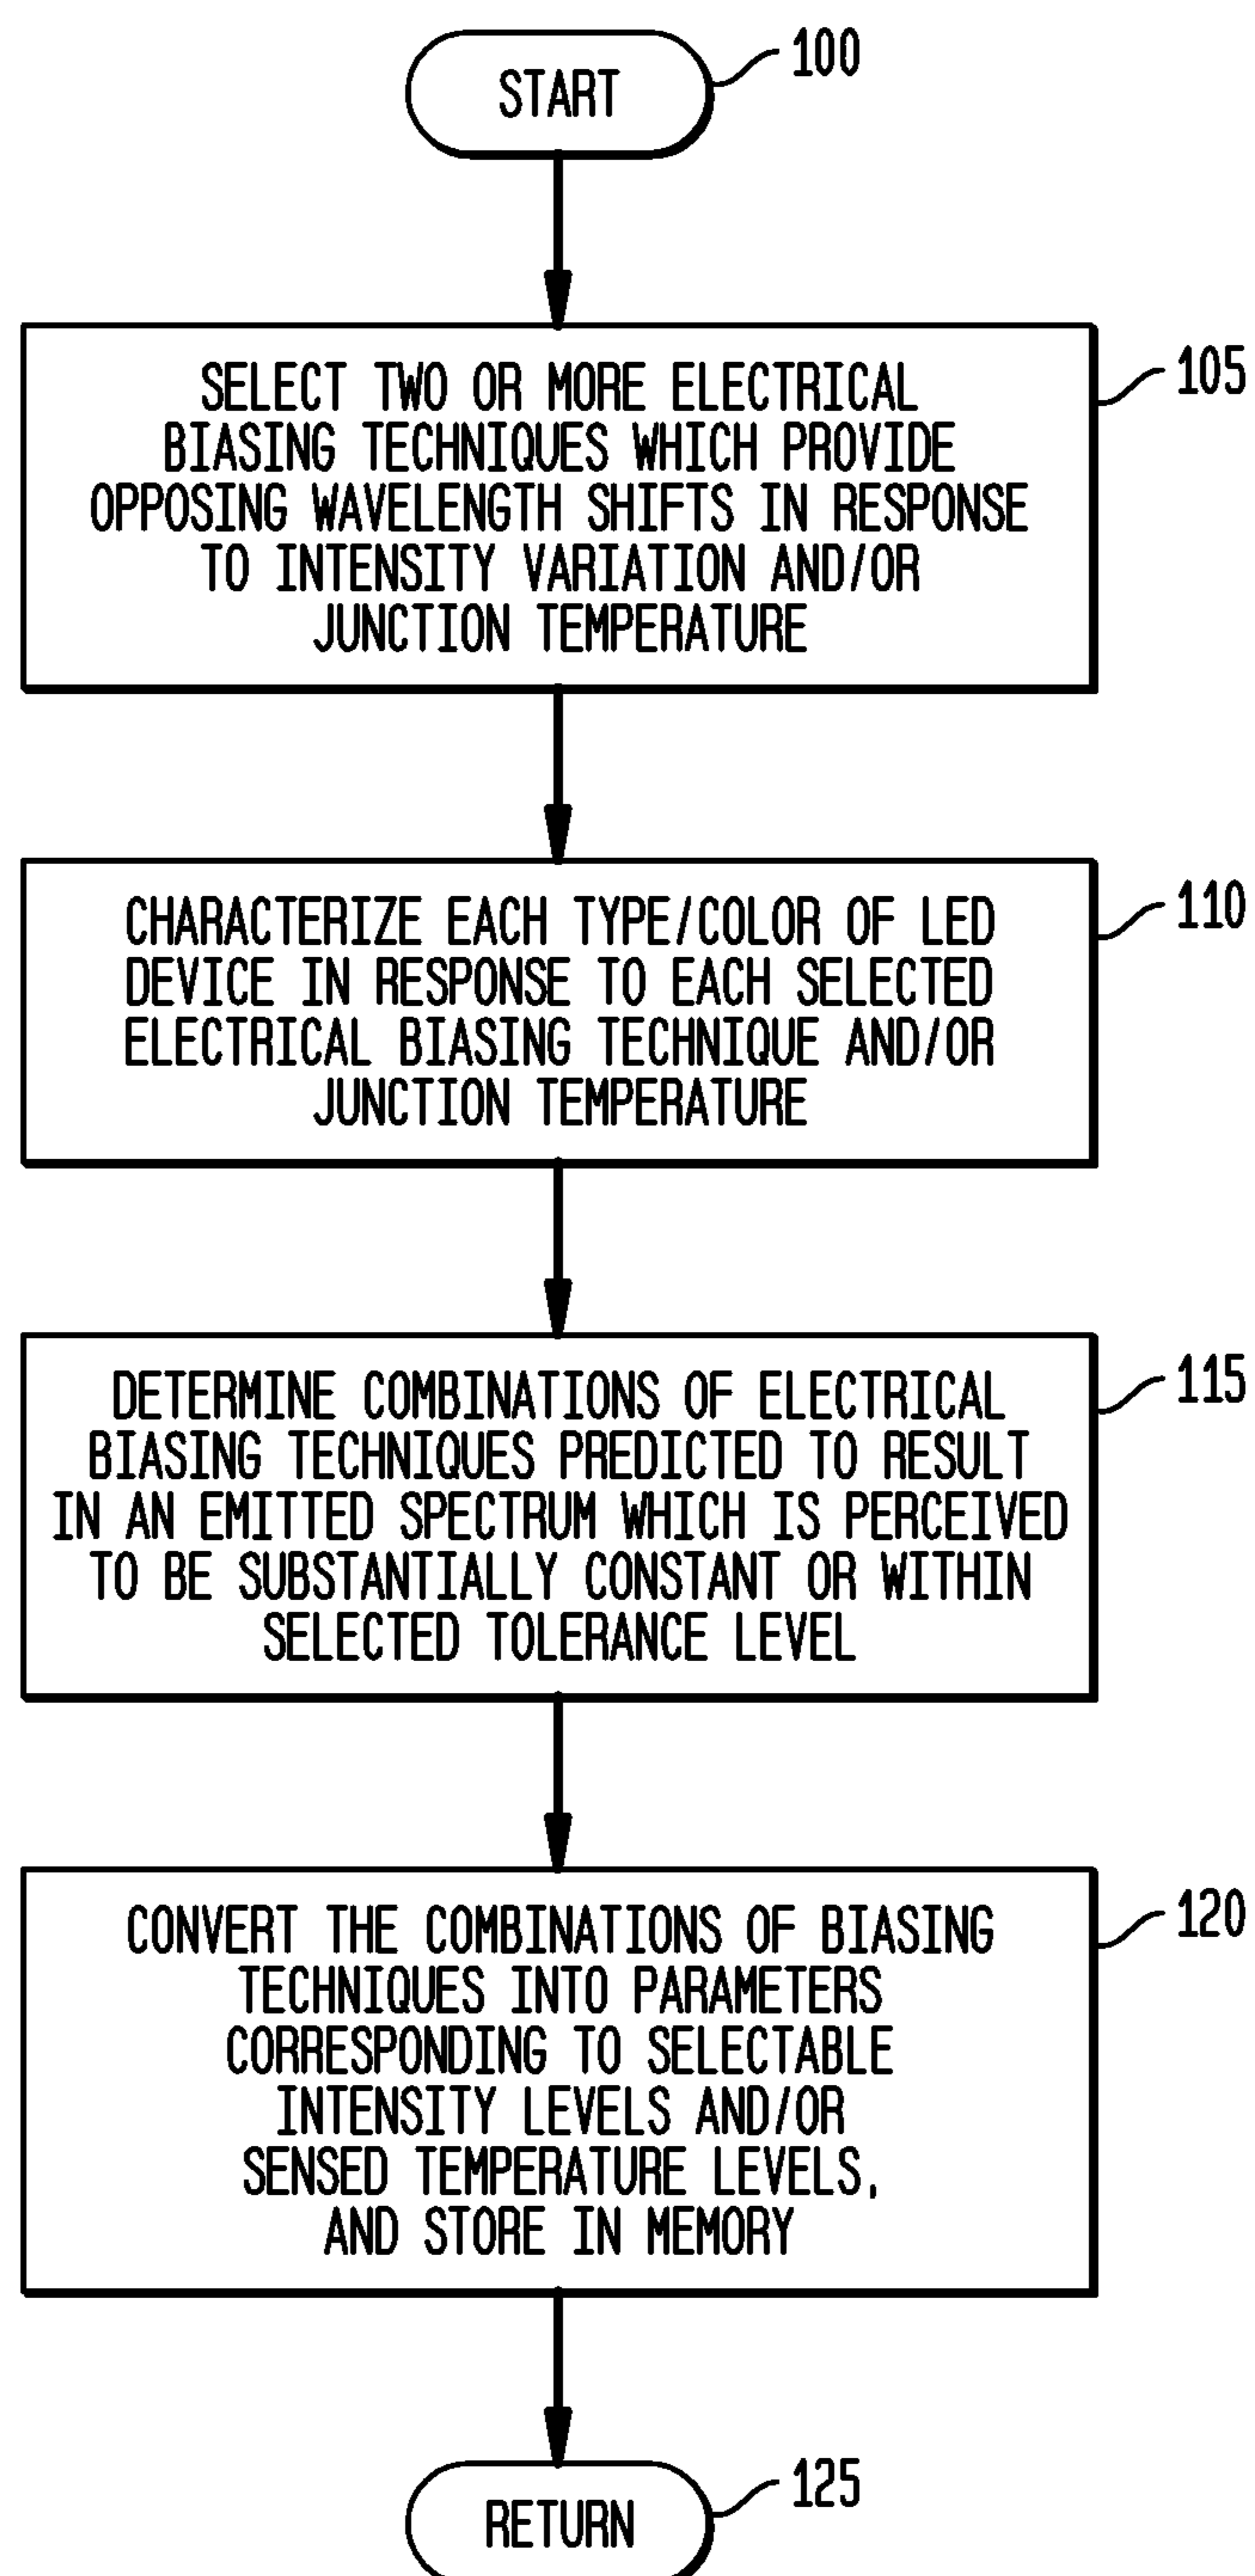 START
100
SELECT TWO OR MORE ELECTRICAL
BIASING TECHNIQUES WHICH PROVIDE
OPPOSING WAVELENGTH SHIFTS IN RESPONSE
TO INTENSITY VARIATION AND/OR
JUNCTION TEMPERATURE
105
CHARACTERIZE EACH TYPE/COLOR OF LED
DEVICE IN RESPONSE TO EACH SELECTED
ELECTRICAL BIASING TECHNIQUE AND/OR
JUNCTION TEMPERATURE
110
DETERMINE COMBINATIONS OF ELECTRICAL
BIASING TECHNIQUES PREDICTED TO RESULT
IN AN EMITTED SPECTRUM WHICH IS PERCEIVED
TO BE SUBSTANTIALLY CONSTANT OR WITHIN
SELECTED TOLERANCE LEVEL
115
CONVERT THE COMBINATIONS OF BIASING
TECHNIQUES INTO PARAMETERS
CORRESPONDING TO SELECTABLE
INTENSITY LEVELS AND/OR
SENSED TEMPERATURE LEVELS,
AND STORE IN MEMORY
120
RETURN
125